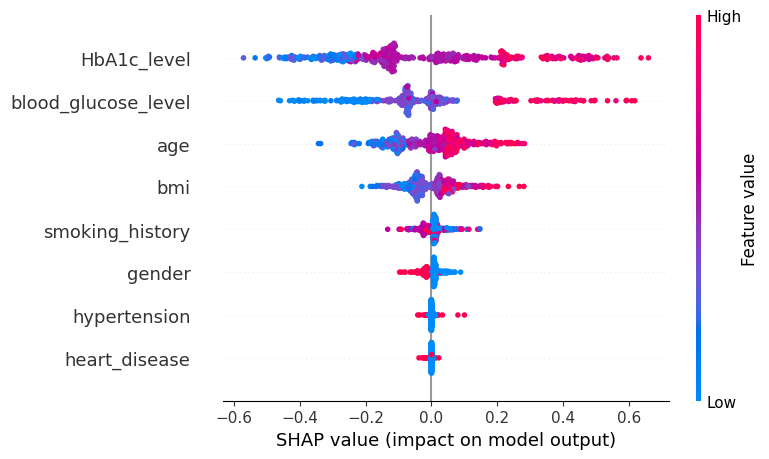 High
HbA1c_level
blood_glucose_level
age
bmi
smoking_history
gender
hypertension
heart_disease
Feature value
Low
−0.6 −0.4 −0.2 0.0 0.2 0.4 0.6
SHAP value (impact on model output)